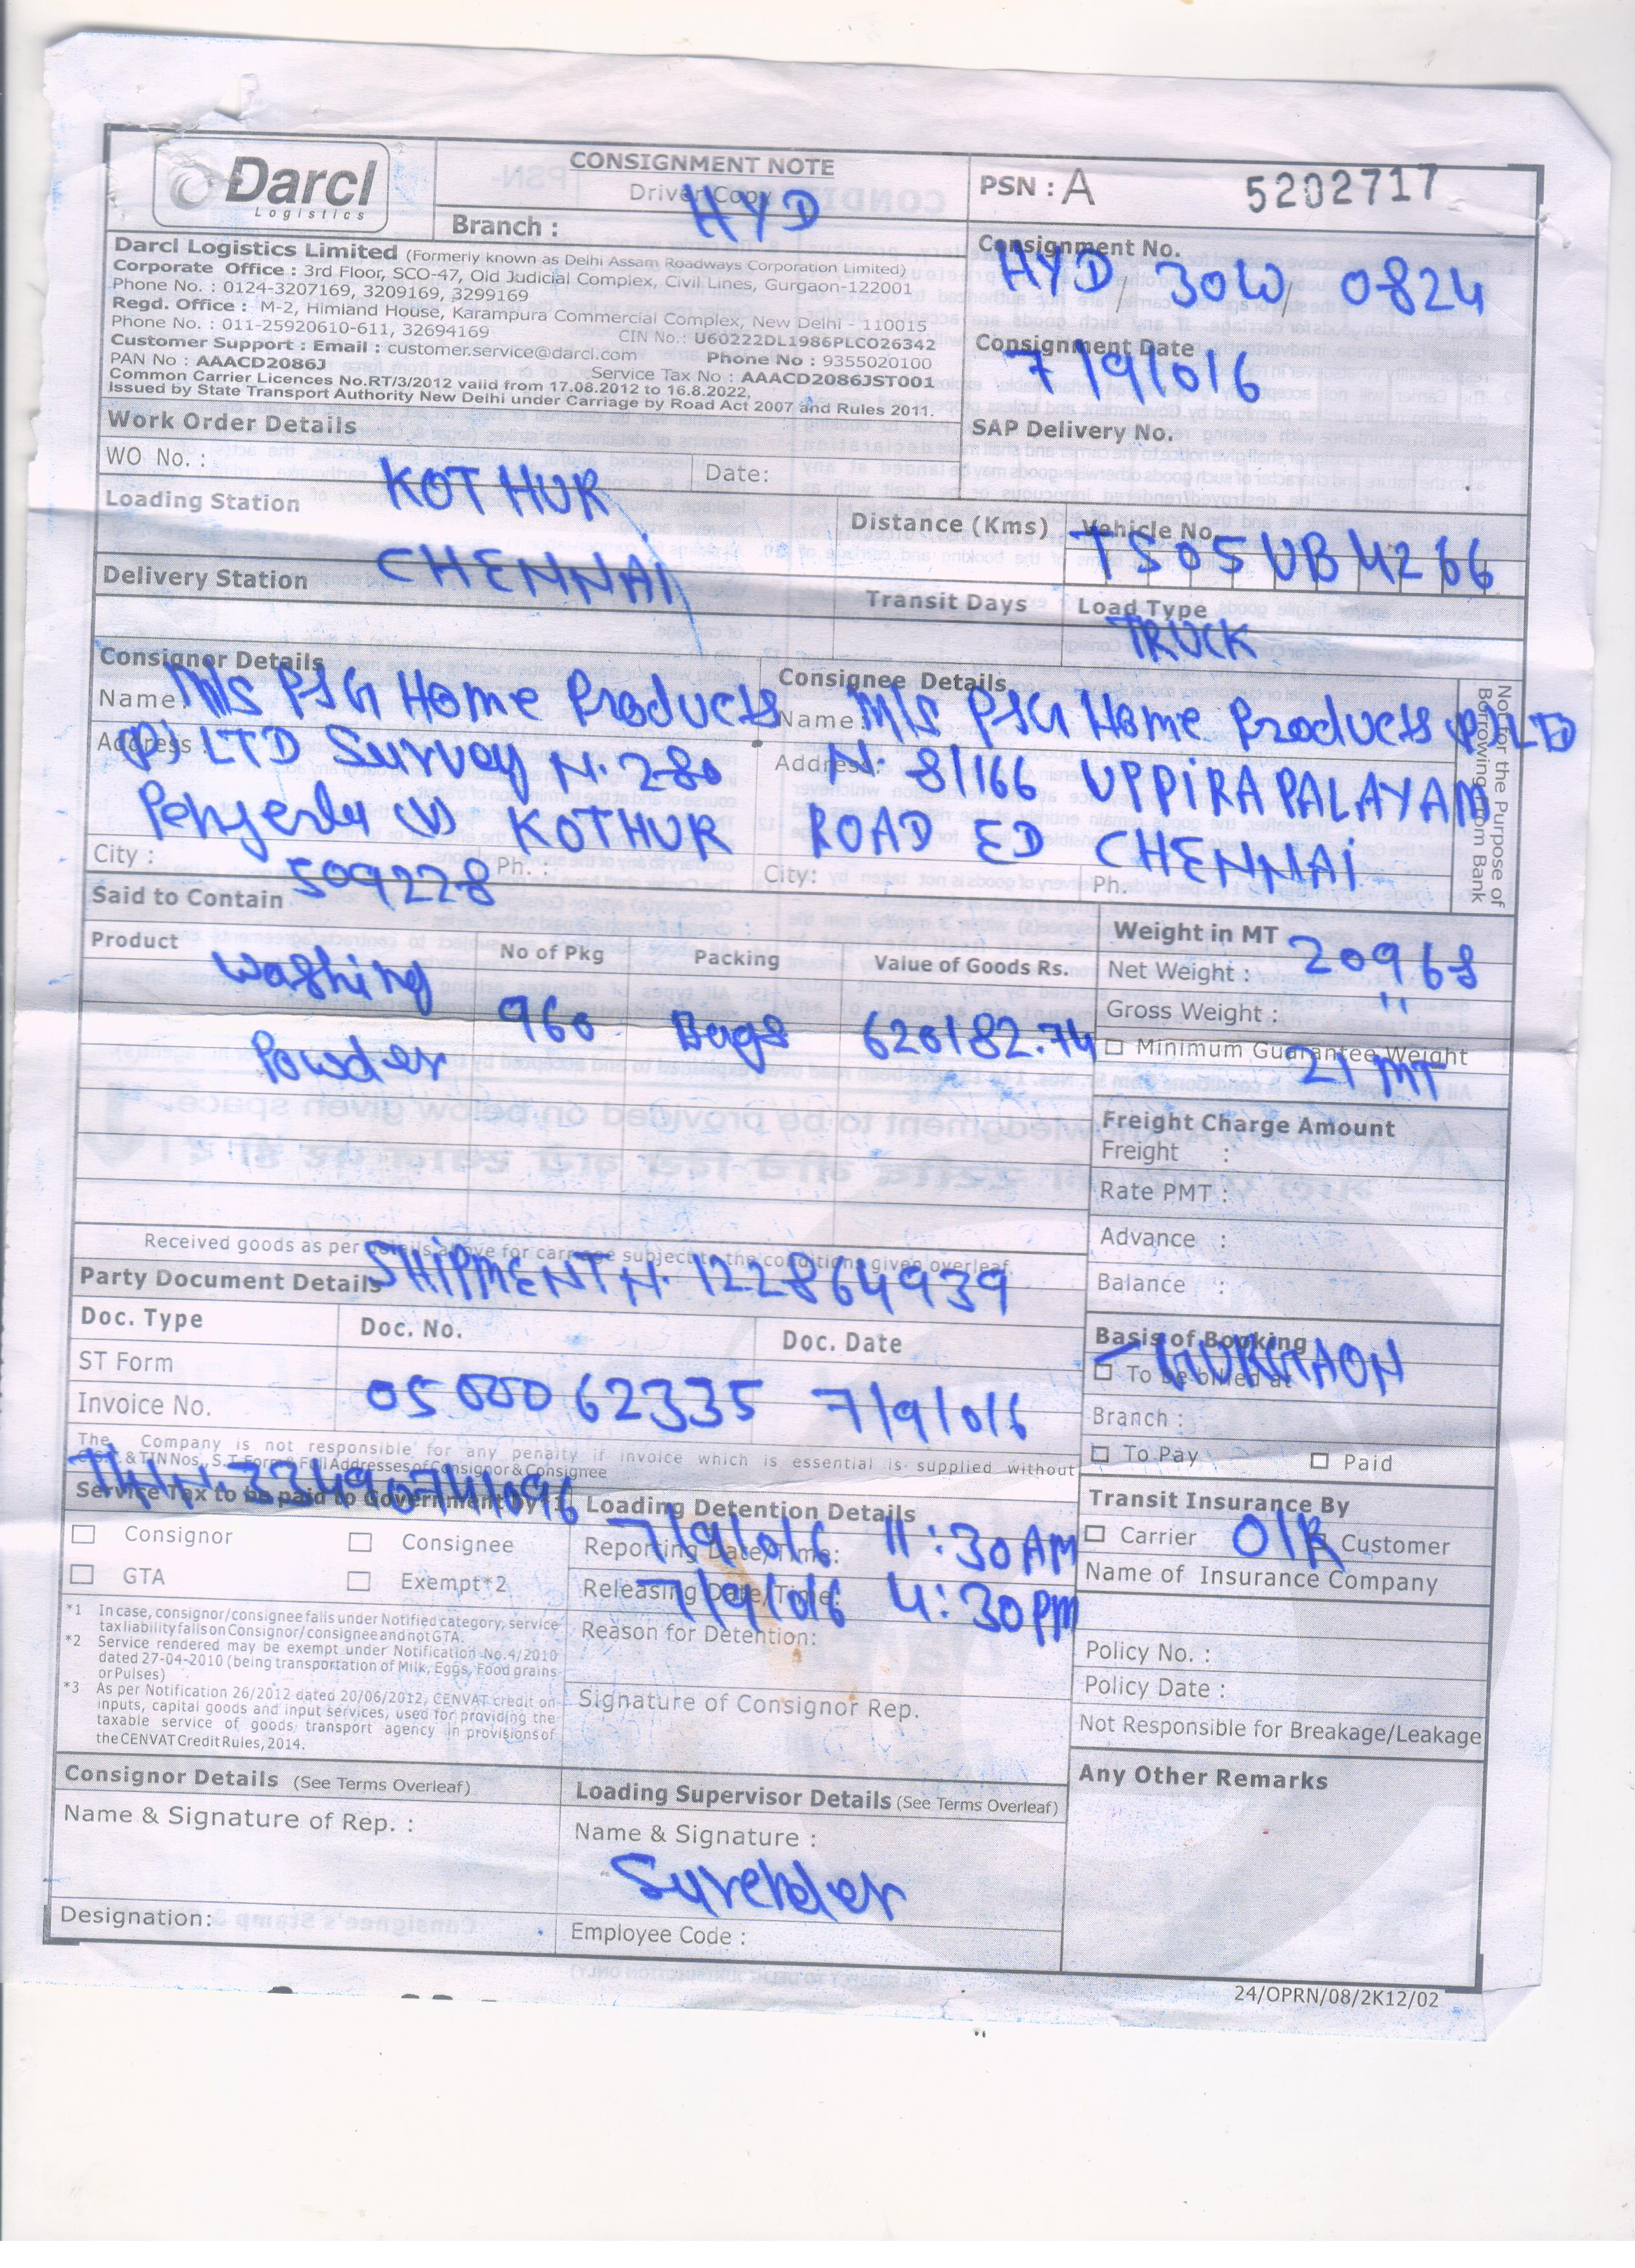 Darcl
Logistics
CONSIGNMENT NOTE
Driver Copy
Branch : HYD
PSN : A 5202717
Darcl Logistics Limited (Formerly known as Delhi Assam Roadways Corporation Limited)
Corporate Office : 3rd Floor, SCO-47, Old Judicial Complex, Civil Lines, Gurgaon-122001
Phone No. : 0124-3207169, 3209169, 3299169
Regd. Office : M-2, Himland House, Karampura Commercial Complex, New Delhi - 110015
Phone No. : 011-25920610-611, 32694169 CIN No.: U60222DL1986PLCO26342
Customer Support : Email : customer.service@darcl.com Phone No : 9355020100
PAN No : AAACD2086J Service Tax No : AAACD2086JST001
Common Carrier Licences No.RT/3/2012 valid from 17.08.2012 to 16.8.2022,
Issued by State Transport Authority New Delhi under Carriage by Road Act 2007 and Rules 2011.
Consignment No.
HYD 30W 0824
Consignment Date
7/9/016
SAP Delivery No.
Work Order Details
WO No. : Date:
Loading Station KOTHUR
Distance (Kms) Vehicle No.
TS05UB4266
Delivery Station CHENNAI
Transit Days Load Type
TRUCK
Consignor Details
Name: M/s P&G Home Products
Address : (P) LTD Survey N. 280
(V) KOTHUR
City : 509228 Ph. :
Consignee Details
Name: M/s P&G Home Products (P) LTD
Address: N: 8/166 UPPIRAPALAYAM
ROAD ED CHENNAI
City: Ph.
Not for the Purpose of
Borrowing from Bank
Said to Contain :
Product No of Pkg Packing Value of Goods Rs.
Washing
Powder 960 Bags 620182.74
Weight in MT
Net Weight : 20968
Gross Weight : "
Minimum Guarantee Weight
21 MT
Freight Charge Amount
Freight :
Rate PMT :
Advance :
Balance :
Received goods as per details above for carriage subject to the conditions given overleaf.
Party Document Details SHIPMENT N. 122864939
Doc. Type Doc. No. Doc. Date
ST Form
Invoice No. 0500062335 7/9/016
The Company is not responsible for any penalty if invoice which is essential is supplied without
C.S.T. & TIN Nos., S.T. Form & Full Addresses of Consignor & Consignee
Basis of Booking
To be billed at GURGAON
Branch :
To Pay Paid
Service Tax to be paid to Government by*1
Consignor Consignee
GTA Exempt*2
*1 In case, consignor/consignee falls under Notified category, service
tax liability falls on Consignor/consignee and not GTA.
*2 Service rendered may be exempt under Notification No.4/2010
dated 27-04-2010 (being transportation of Milk, Eggs, Food grains
or Pulses)
*3 As per Notification 26/2012 dated 20/06/2012, CENVAT credit on
inputs, capital goods and input services, used for providing the
taxable service of goods transport agency in provisions of
the CENVAT Credit Rules, 2014.
Loading Detention Details
Reporting Date/Time: 7/9/016 11:30AM
Releasing Date/Time: 7/9/016 4:30PM
Reason for Detention:
Signature of Consignor Rep.
Transit Insurance By
Carrier O/R Customer
Name of Insurance Company
Policy No. :
Policy Date :
Not Responsible for Breakage/Leakage
Consignor Details (See Terms Overleaf)
Name & Signature of Rep. :
Designation:
Loading Supervisor Details (See Terms Overleaf)
Name & Signature :
Surender
Employee Code :
Any Other Remarks
24/OPRN/08/2K12/02